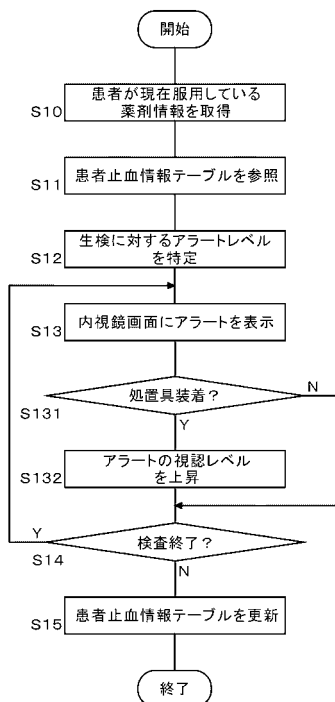 開始
S10
患者が現在服用している
薬剤情報を取得
S11
患者止血情報テーブルを参照
S12
生検に対するアラートレベル
を特定
S13
内視鏡画面にアラートを表示
S131
処置具装着？
N
Y
S132
アラートの視認レベル
を上昇
Y
S14
検査終了？
N
S15
患者止血情報テーブルを更新
終了